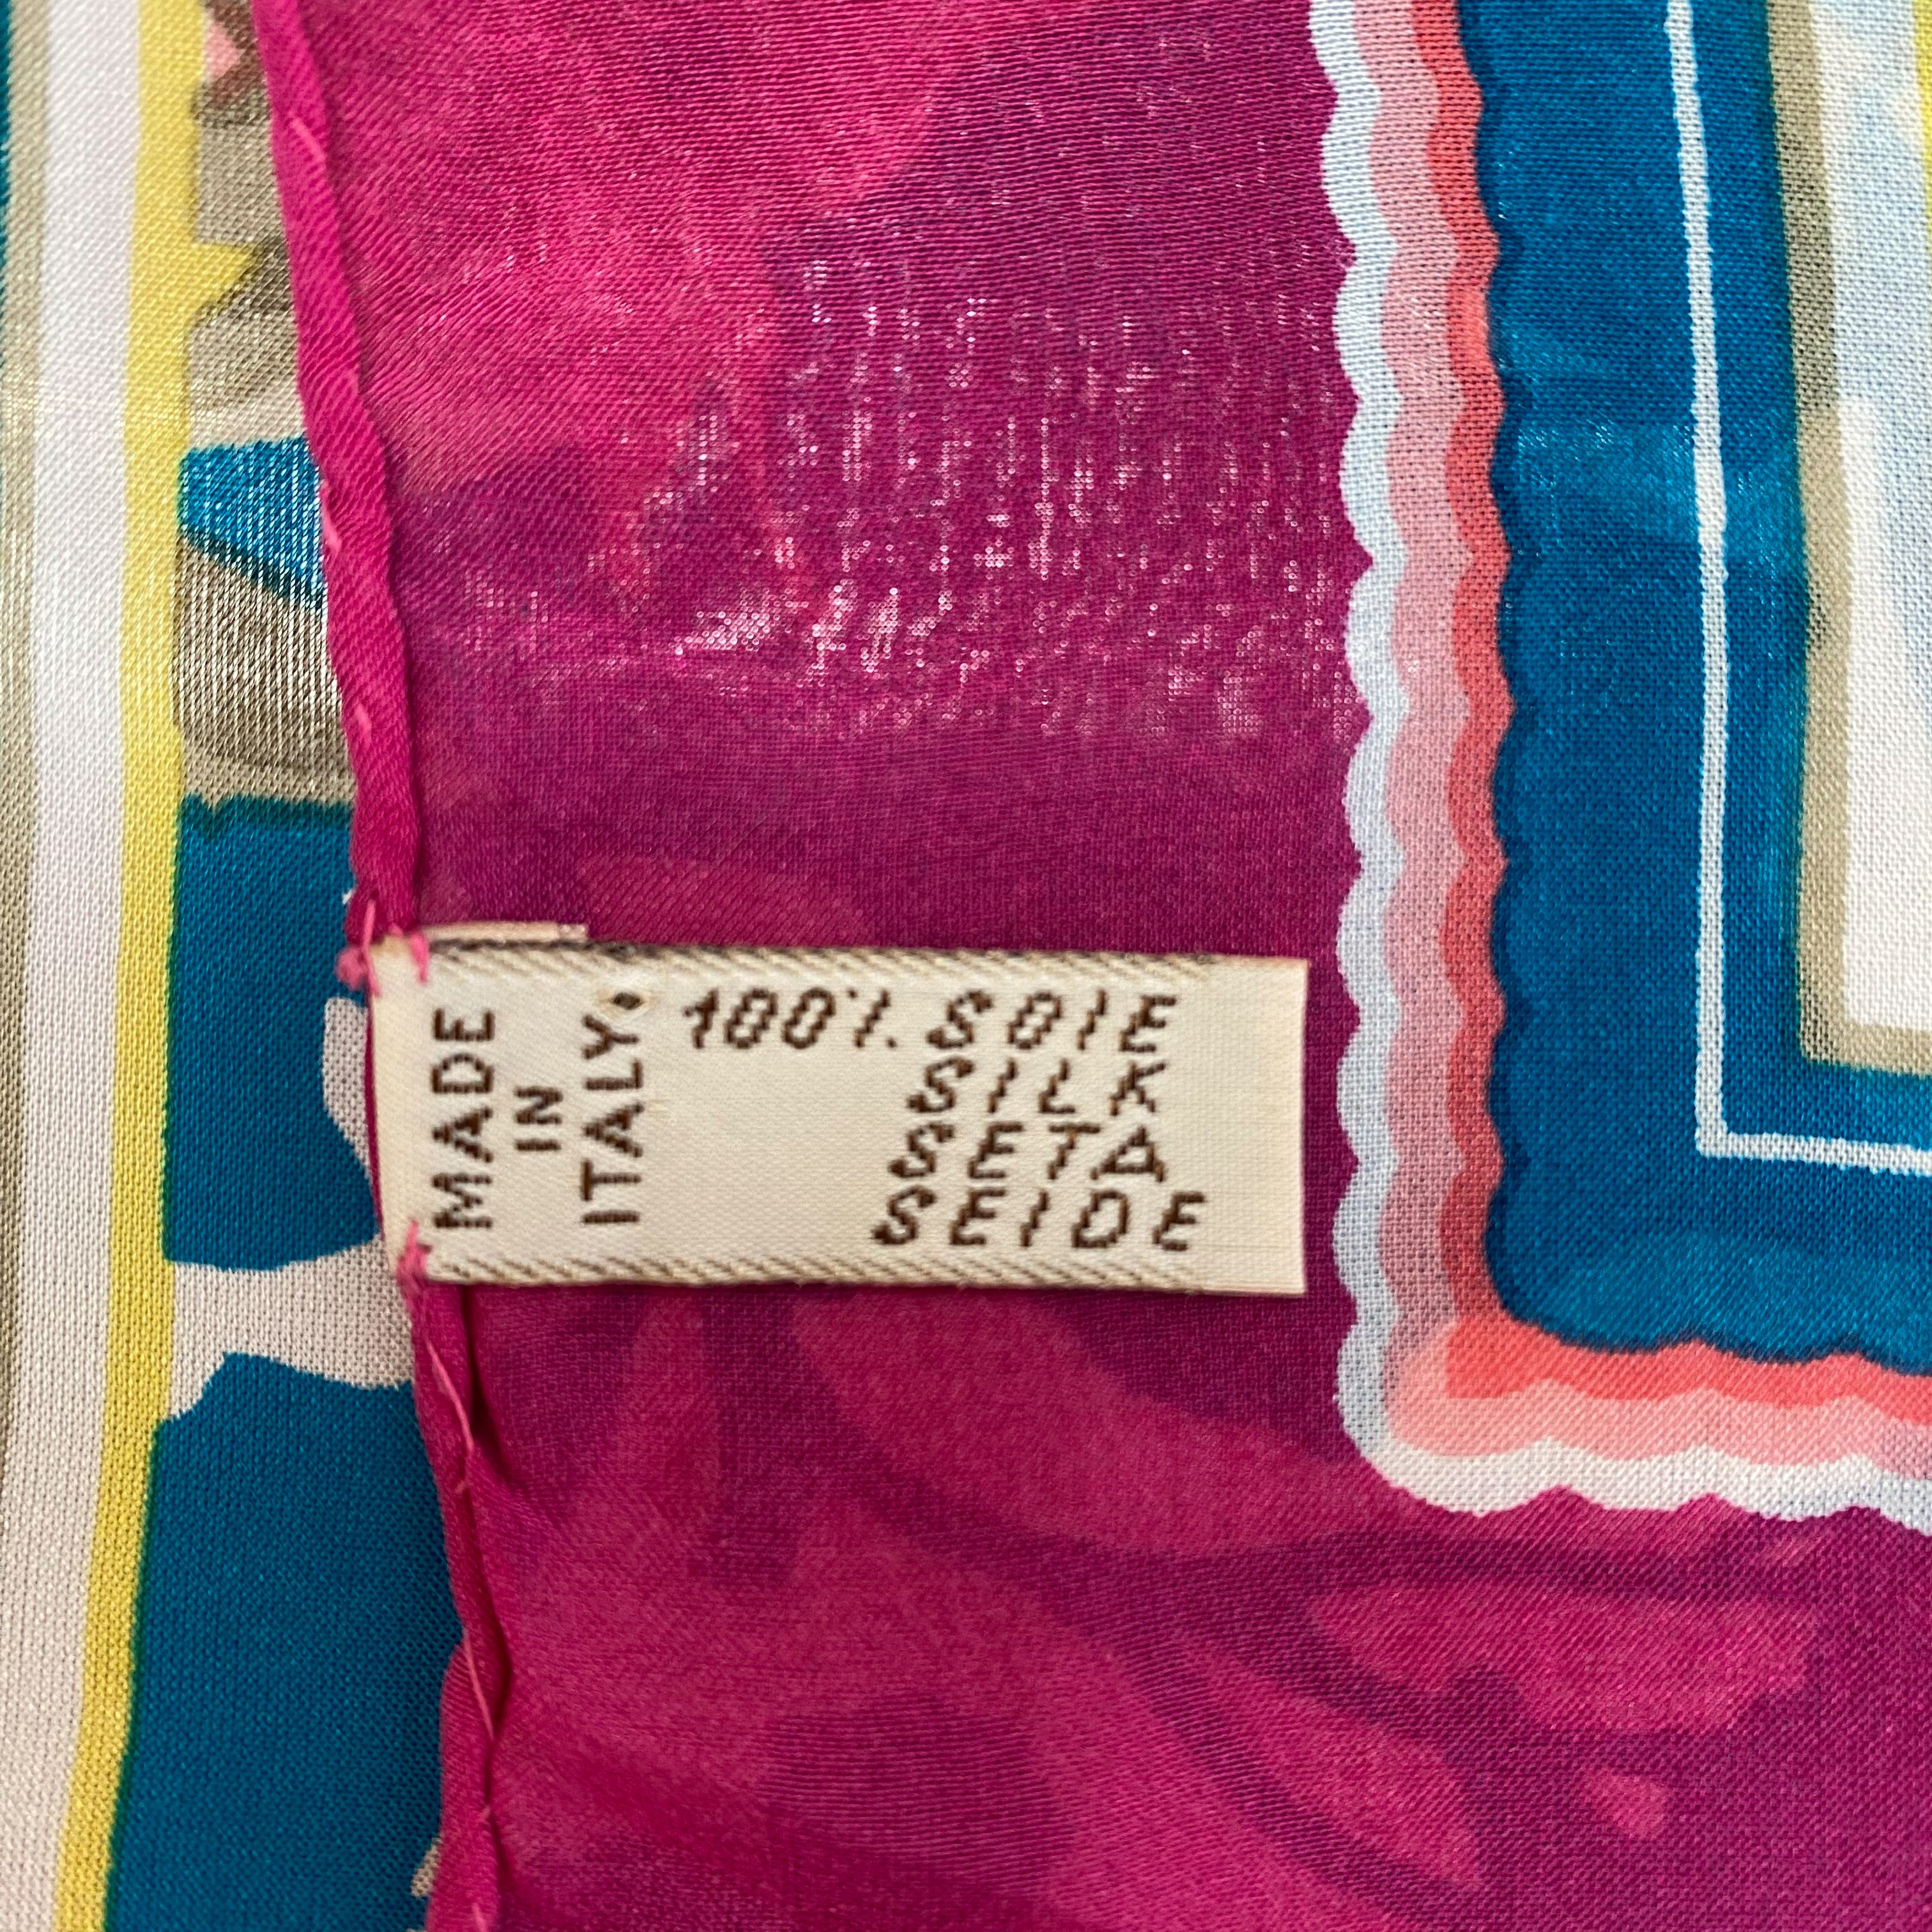 MADE
IN
ITALY.
100% SOIE
SILK
SETA
SEIDE